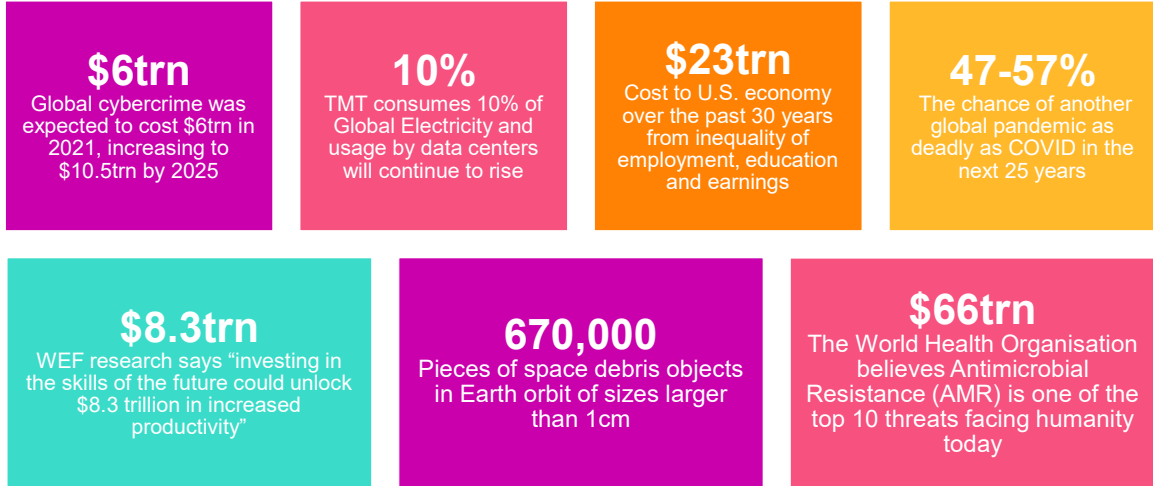 $6trn
Global cybercrime was
expected to cost $6trn in
2021, increasing to
$10.5trn by 2025
10%
TMT consumes 10% of
Global Electricity and
usage by data centers
will continue to rise
$23trn
Cost to U.S. economy
over the past 30 years
from inequality of
employment, education
and earnings
47-57%
The chance of another
global pandemic as
deadly as COVID in the
next 25 years
$8.3trn
WEF research says “investing in
the skills of the future could unlock
$8.3 trillion in increased
productivity”
670,000
Pieces of space debris objects
in Earth orbit of sizes larger
than 1cm
$66trn
The World Health Organisation
believes Antimicrobial
Resistance (AMR) is one of the
top 10 threats facing humanity
today